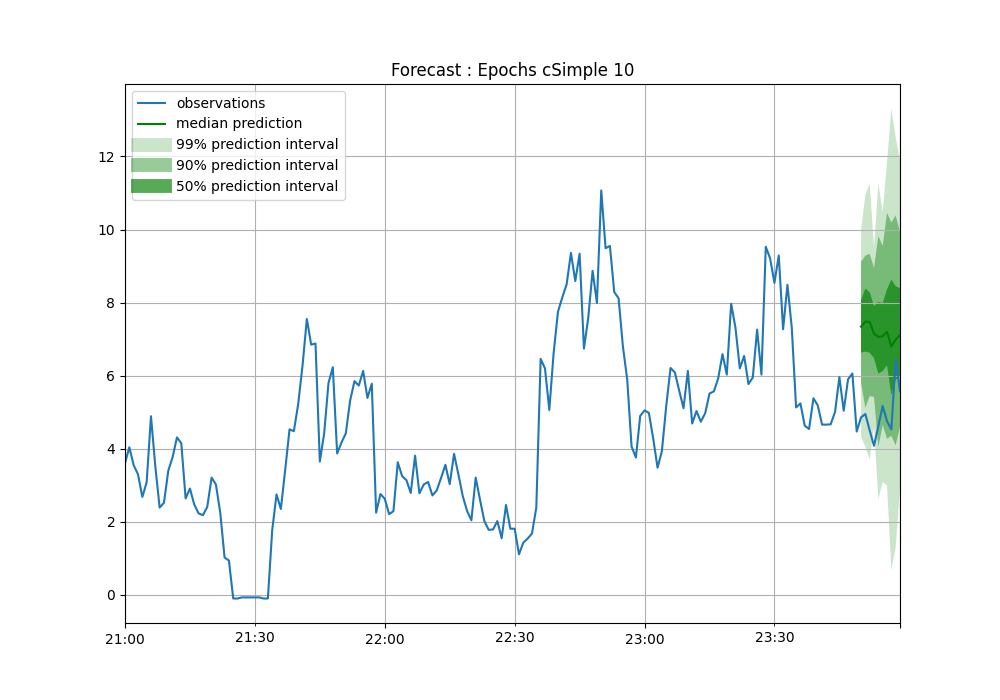 Forecast : Epochs cSimple 10
observations
median prediction
99% prediction interval
90% prediction interval
50% prediction interval
12
10
8
6
4
2
0
21:00 21:30 22:00 22:30 23:00 23:30